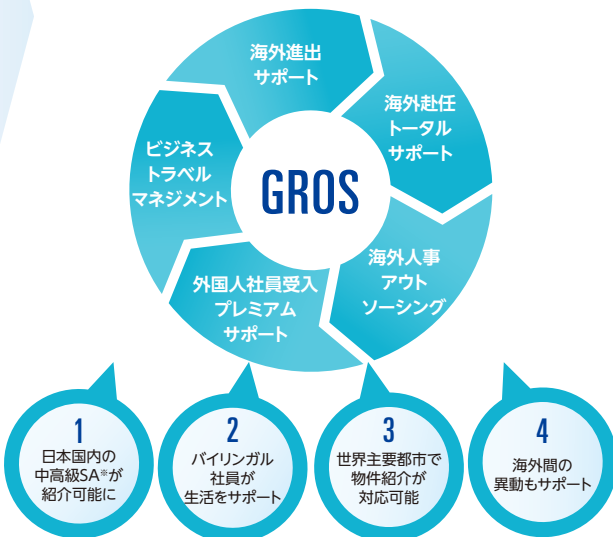 海外進出
サポート
海外赴任
トータル
サポート
ビジネス
トラベル
マネジメント
GROS
海外人事
アウト
ソーシング
外国人社員受入
プレミアム
サポート
1
日本国内の
中高級SA※が
紹介可能に
2
バイリンガル
社員が
生活をサポート
3
世界主要都市で
物件紹介が
対応可能
4
海外間の
異動もサポート